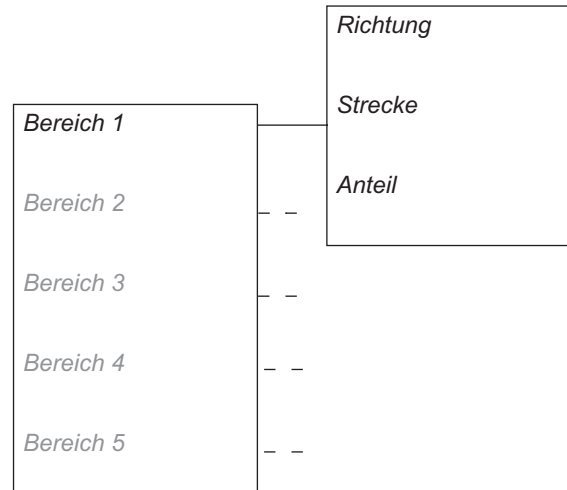 Richtung
Strecke
Anteil
Bereich 1
Bereich 2
Bereich 3
Bereich 4
Bereich 5